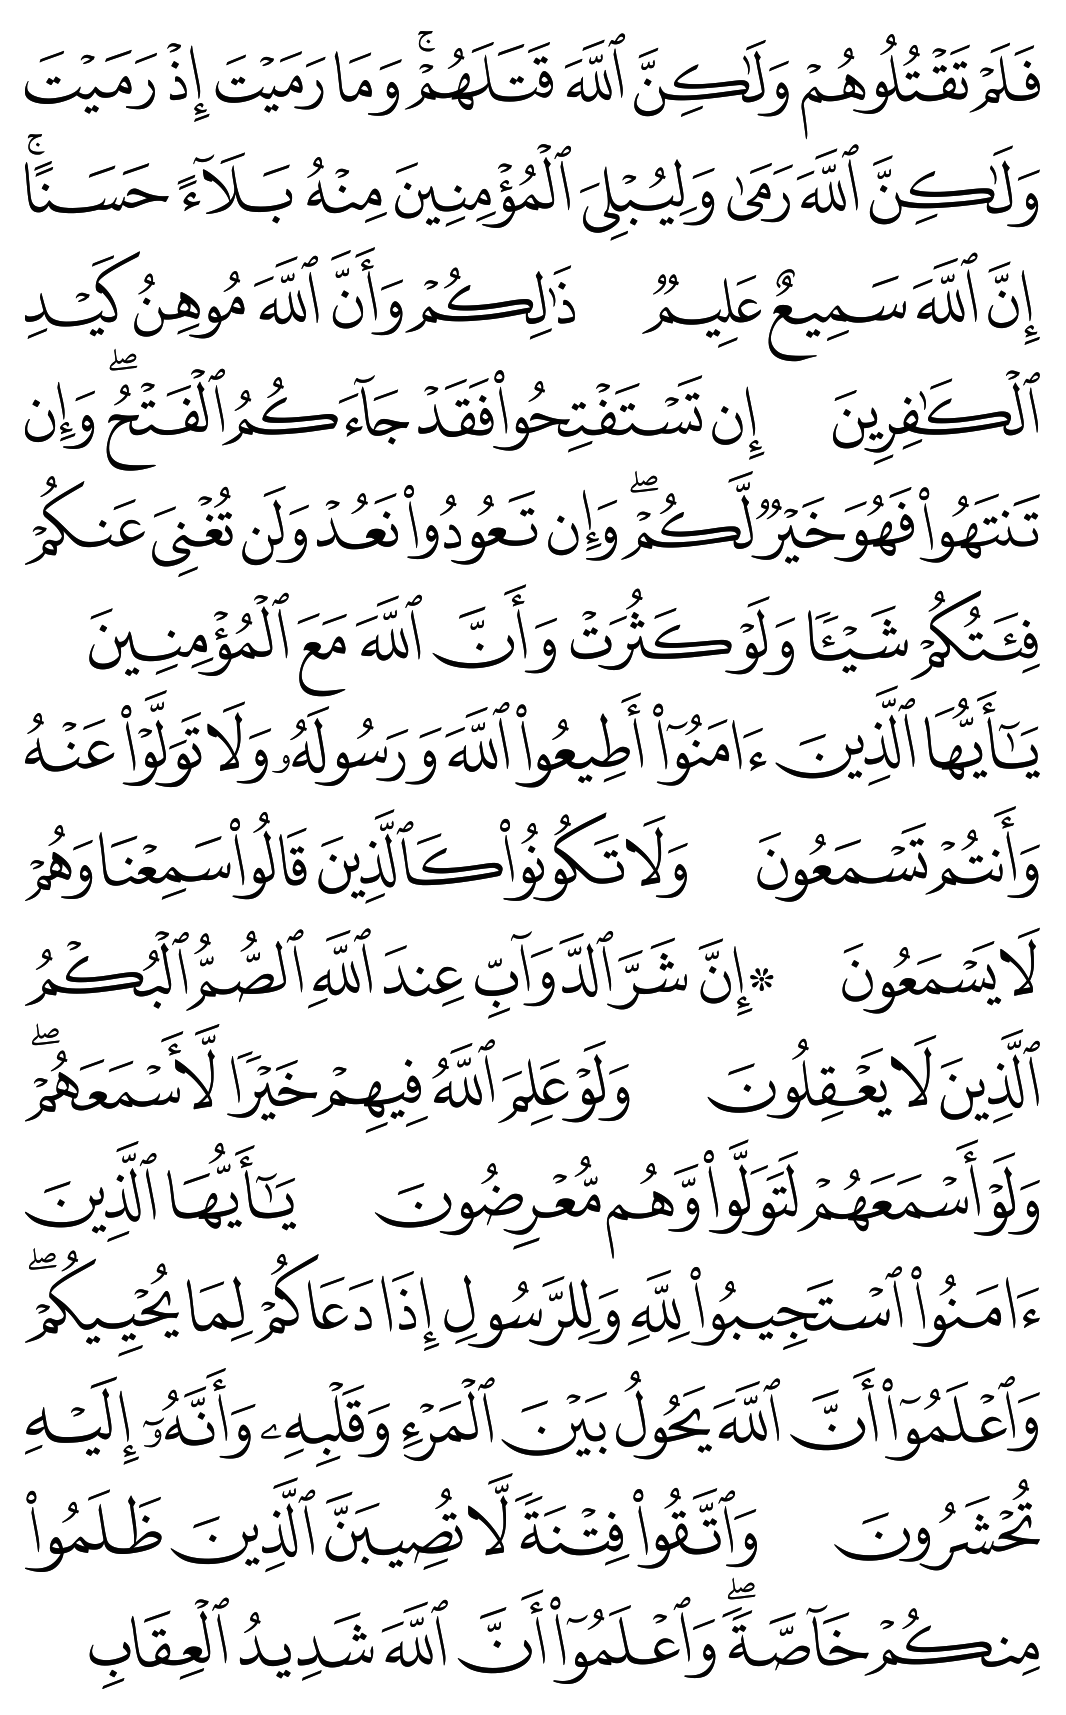 فَلَمۡ تَقۡتُلُوهُمۡ وَلَٰكِنَّ ٱللَّهَ قَتَلَهُمۡۚ وَمَا رَمَيۡتَ إِذۡ رَمَيۡتَ
وَلَٰكِنَّ ٱللَّهَ رَمَىٰ وَلِيُبۡلِيَ ٱلۡمُؤۡمِنِينَ مِنۡهُ بَلَآءً حَسَنًاۚ
إِنَّ ٱللَّهَ سَمِيعٌ عَلِيمٞ ذَٰلِكُمۡ وَأَنَّ ٱللَّهَ مُوهِنُ كَيۡدِ
ٱلۡكَٰفِرِينَ إِن تَسۡتَفۡتِحُواْ فَقَدۡ جَآءَكُمُ ٱلۡفَتۡحُۖ وَإِن
تَنتَهُواْ فَهُوَ خَيۡرٞ لَّكُمۡۖ وَإِن تَعُودُواْ نَعُدۡ وَلَن تُغۡنِيَ عَنكُمۡ
فِئَتُكُمۡ شَيۡـٔٗا وَلَوۡ كَثُرَتۡ وَأَنَّ ٱللَّهَ مَعَ ٱلۡمُؤۡمِنِينَ
يَٰٓأَيُّهَا ٱلَّذِينَ ءَامَنُوٓاْ أَطِيعُواْ ٱللَّهَ وَرَسُولَهُۥ وَلَا تَوَلَّوۡاْ عَنۡهُ
وَأَنتُمۡ تَسۡمَعُونَ وَلَا تَكُونُواْ كَٱلَّذِينَ قَالُواْ سَمِعۡنَا وَهُمۡ
لَا يَسۡمَعُونَ ۞إِنَّ شَرَّ ٱلدَّوَآبِّ عِندَ ٱللَّهِ ٱلصُّمُّ ٱلۡبُكۡمُ
ٱلَّذِينَ لَا يَعۡقِلُونَ وَلَوۡ عَلِمَ ٱللَّهُ فِيهِمۡ خَيۡرٗا لَّأَسۡمَعَهُمۡۖ
وَلَوۡ أَسۡمَعَهُمۡ لَتَوَلَّواْ وَّهُم مُّعۡرِضُونَ يَٰٓأَيُّهَا ٱلَّذِينَ
ءَامَنُواْ ٱسۡتَجِيبُواْ لِلَّهِ وَلِلرَّسُولِ إِذَا دَعَاكُمۡ لِمَا يُحۡيِيكُمۡۖ
وَٱعۡلَمُوٓاْ أَنَّ ٱللَّهَ يَحُولُ بَيۡنَ ٱلۡمَرۡءِ وَقَلۡبِهِۦ وَأَنَّهُۥٓ إِلَيۡهِ
تُحۡشَرُونَ وَٱتَّقُواْ فِتۡنَةٗ لَّا تُصِيبَنَّ ٱلَّذِينَ ظَلَمُواْ
مِنكُمۡ خَآصَّةٗۖ وَٱعۡلَمُوٓاْ أَنَّ ٱللَّهَ شَدِيدُ ٱلۡعِقَابِ